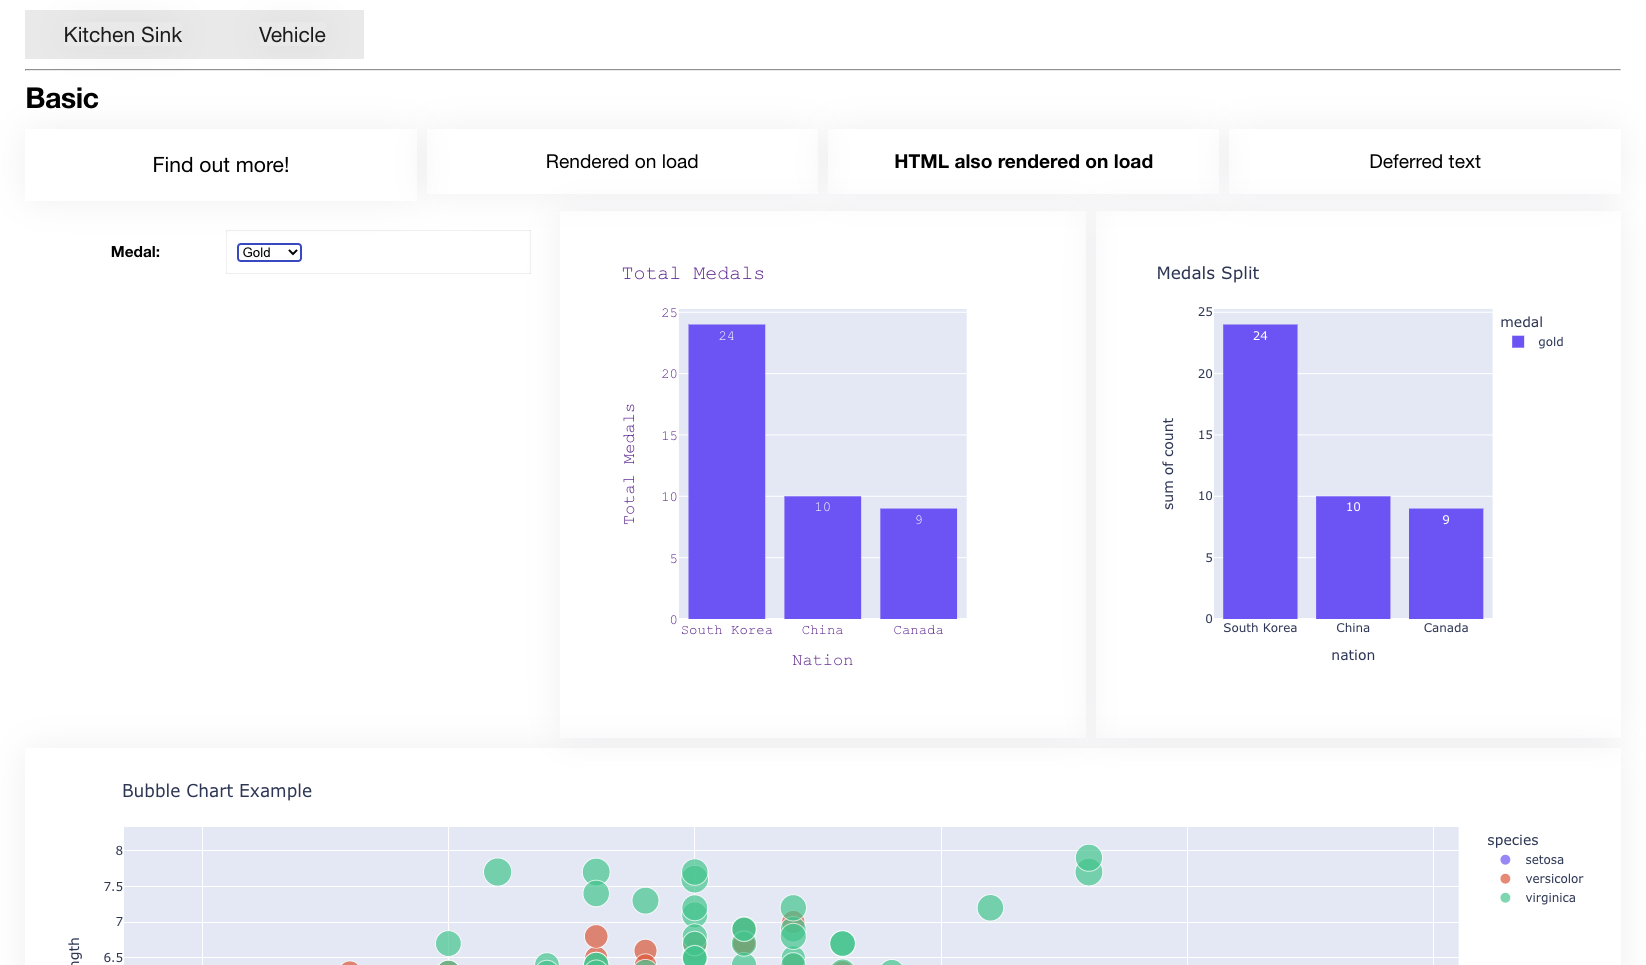 Kitchen Sink Vehicle
Basic
Find out more!
Rendered on load
HTML also rendered on load
Deferred text
Medal: Gold
Total Medals
25
20
15
10
5
0
Total Medals
24
10
9
South Korea China Canada
Nation
Medals Split
25
20
15
10
5
0
sum of count
24
10
9
South Korea China Canada
nation
medal
gold
Bubble Chart Example
8
7.5
7
6.5
ngth
species
setosa
versicolor
virginica